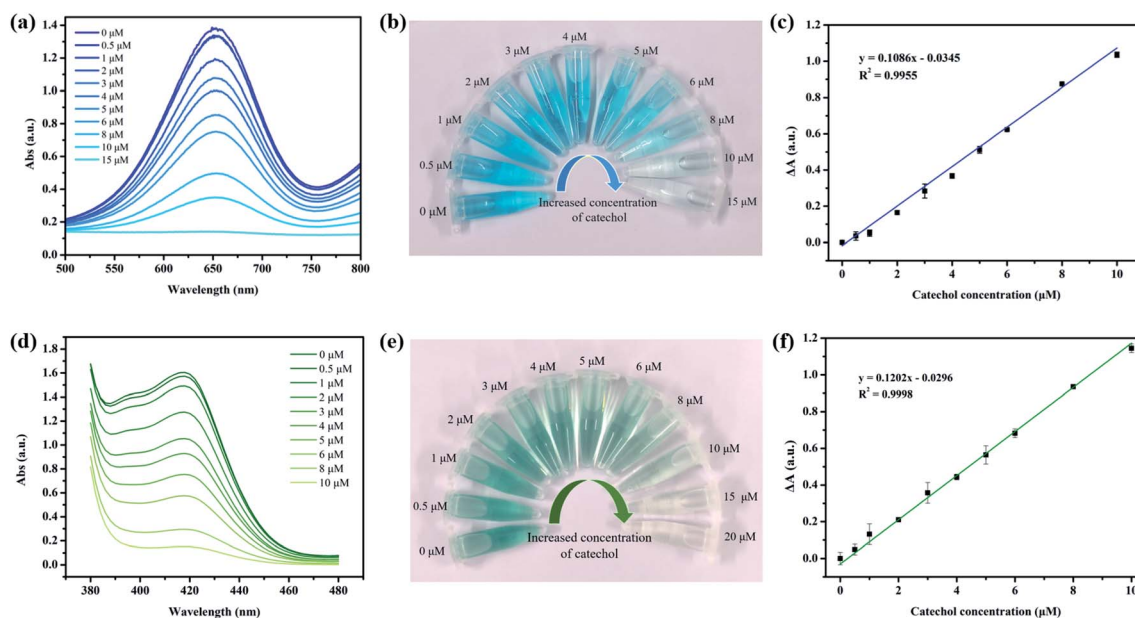 (a)
1.4
1.2
1.0
0.8
0.6
0.4
0.2
0.0
Abs (a.u.)
500
550
600
650
700
750
800
Wavelength (nm)
0 μM
0.5 μM
1 μM
2 μM
3 μM
4 μM
5 μM
6 μM
8 μM
10 μM
15 μM
(b)
0 μM
0.5 μM
1 μM
2 μM
3 μM
4 μM
5 μM
6 μM
8 μM
10 μM
15 μM
Increased concentration
of catechol
(c)
1.2
1.0
0.8
0.6
0.4
0.2
0.0
ΔA (a.u.)
y = 0.1086x - 0.0345
R² = 0.9955
0
2
4
6
8
10
Catechol concentration (μM)
(d)
1.8
1.6
1.4
1.2
1.0
0.8
0.6
0.4
0.2
0.0
Abs (a.u.)
380
400
420
440
460
480
Wavelength (nm)
0 μM
0.5 μM
1 μM
2 μM
3 μM
4 μM
5 μM
6 μM
8 μM
10 μM
(e)
0 μM
0.5 μM
1 μM
2 μM
3 μM
4 μM
5 μM
6 μM
8 μM
10 μM
15 μM
20 μM
Increased concentration
of catechol
(f)
1.2
1.0
0.8
0.6
0.4
0.2
0.0
ΔA (a.u.)
y = 0.1202x - 0.0296
R² = 0.9998
0
2
4
6
8
10
Catechol concentration (μM)